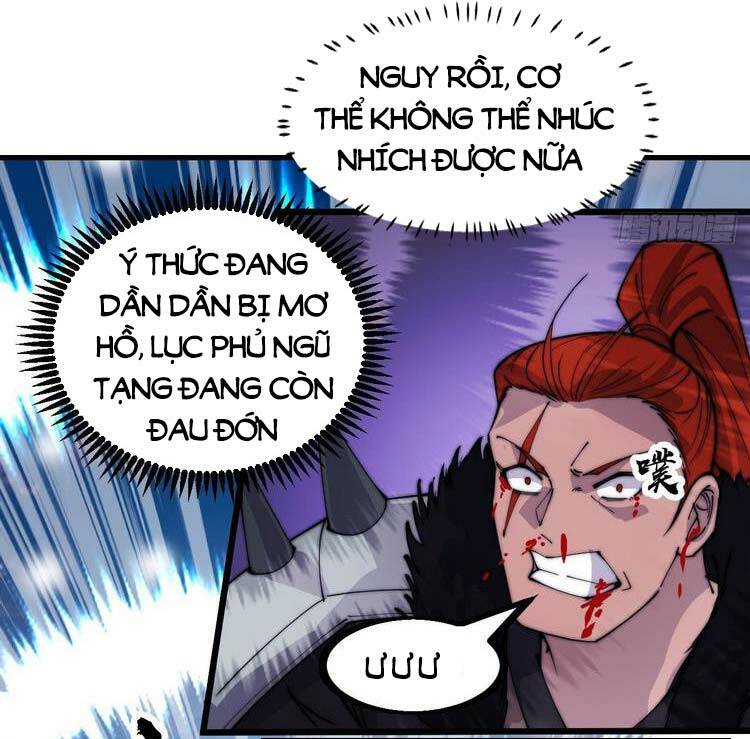 NGUY RỒI, CƠ
THỂ KHÔNG THỂ NHÚC
NHÍCH ĐƯỢC NỮA
Ý THỨC ĐANG
DẦN DẦN BỊ MƠ
HỒ, LỤC PHỦ NGŨ
TẠNG ĐANG CÒN
ĐAU ĐỚN
噗
ƯƯƯ